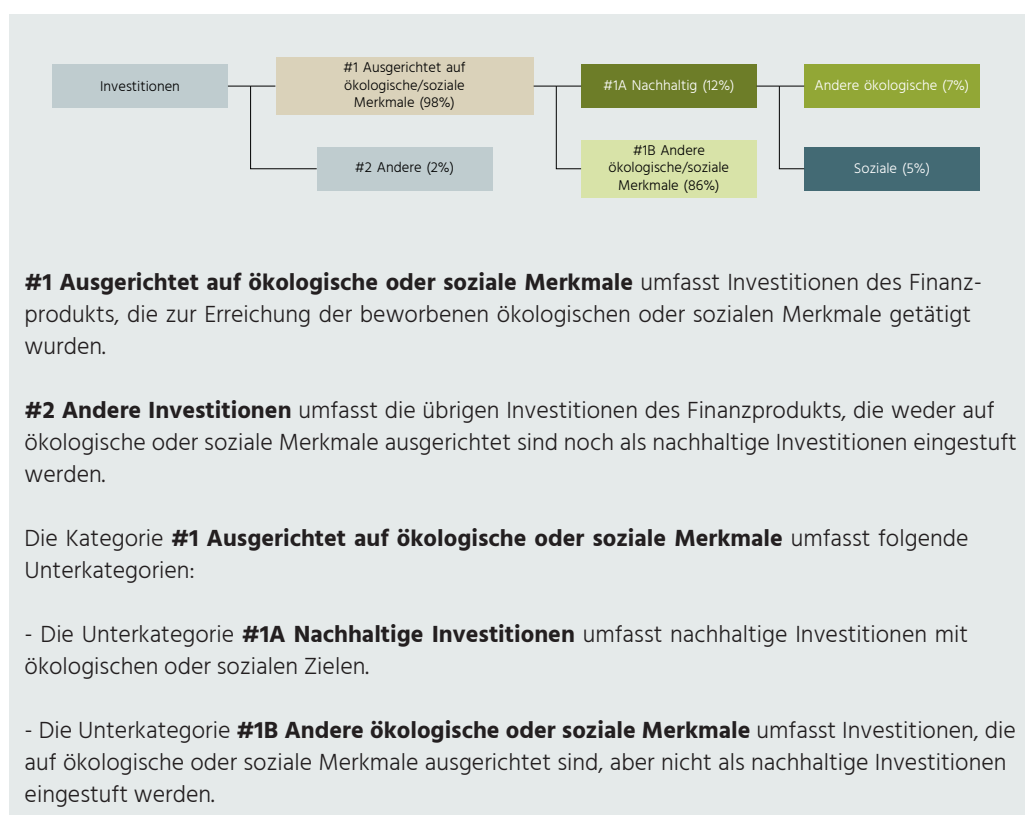 Investitionen
#1 Ausgerichtet auf
ökologische/soziale
Merkmale (98%)
#1A Nachhaltig (12%)
Andere ökologische (7%)
#2 Andere (2%)
#1B Andere
ökologische/soziale
Merkmale (86%)
Soziale (5%)
#1 Ausgerichtet auf ökologische oder soziale Merkmale umfasst Investitionen des Finanz-
produkts, die zur Erreichung der beworbenen ökologischen oder sozialen Merkmale getätigt
wurden.
#2 Andere Investitionen umfasst die übrigen Investitionen des Finanzprodukts, die weder auf
ökologische oder soziale Merkmale ausgerichtet sind noch als nachhaltige Investitionen eingestuft
werden.
Die Kategorie #1 Ausgerichtet auf ökologische oder soziale Merkmale umfasst folgende
Unterkategorien:
- Die Unterkategorie #1A Nachhaltige Investitionen umfasst nachhaltige Investitionen mit
ökologischen oder sozialen Zielen.
- Die Unterkategorie #1B Andere ökologische oder soziale Merkmale umfasst Investitionen, die
auf ökologische oder soziale Merkmale ausgerichtet sind, aber nicht als nachhaltige Investitionen
eingestuft werden.